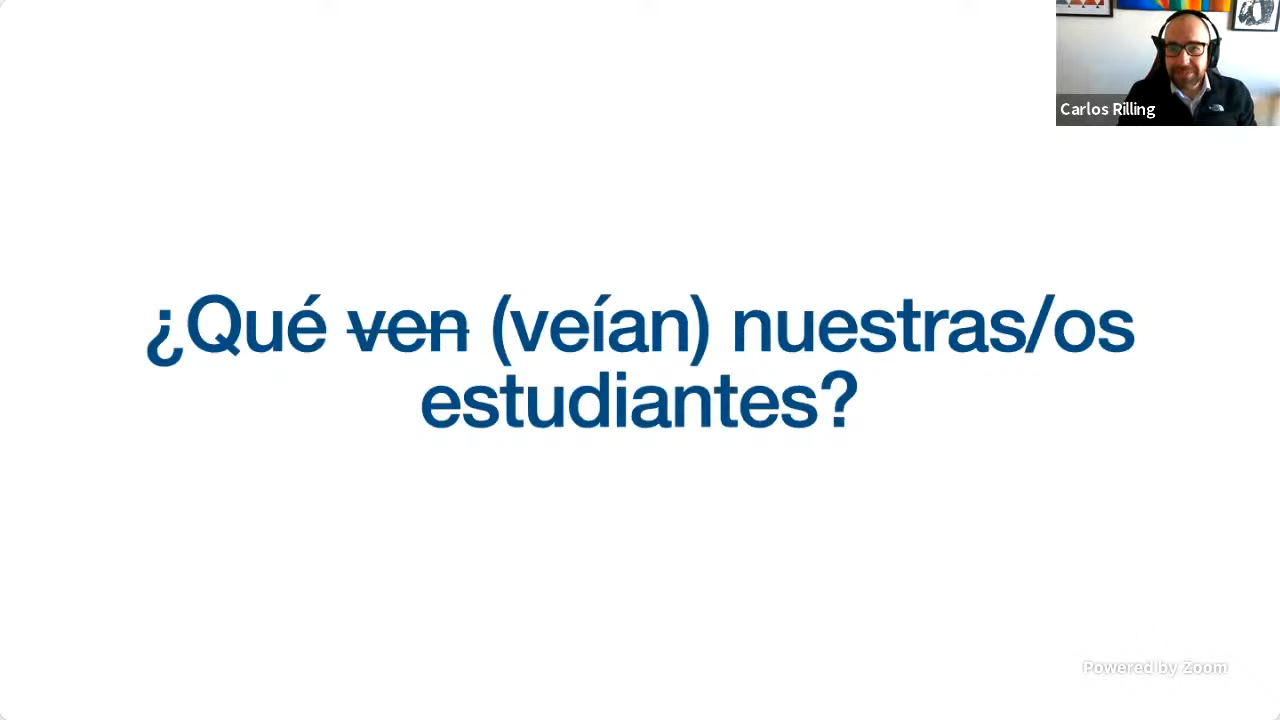 Carlos Rilling
¿Qué ven (veían) nuestras/os
estudiantes?
Powered by Zoom